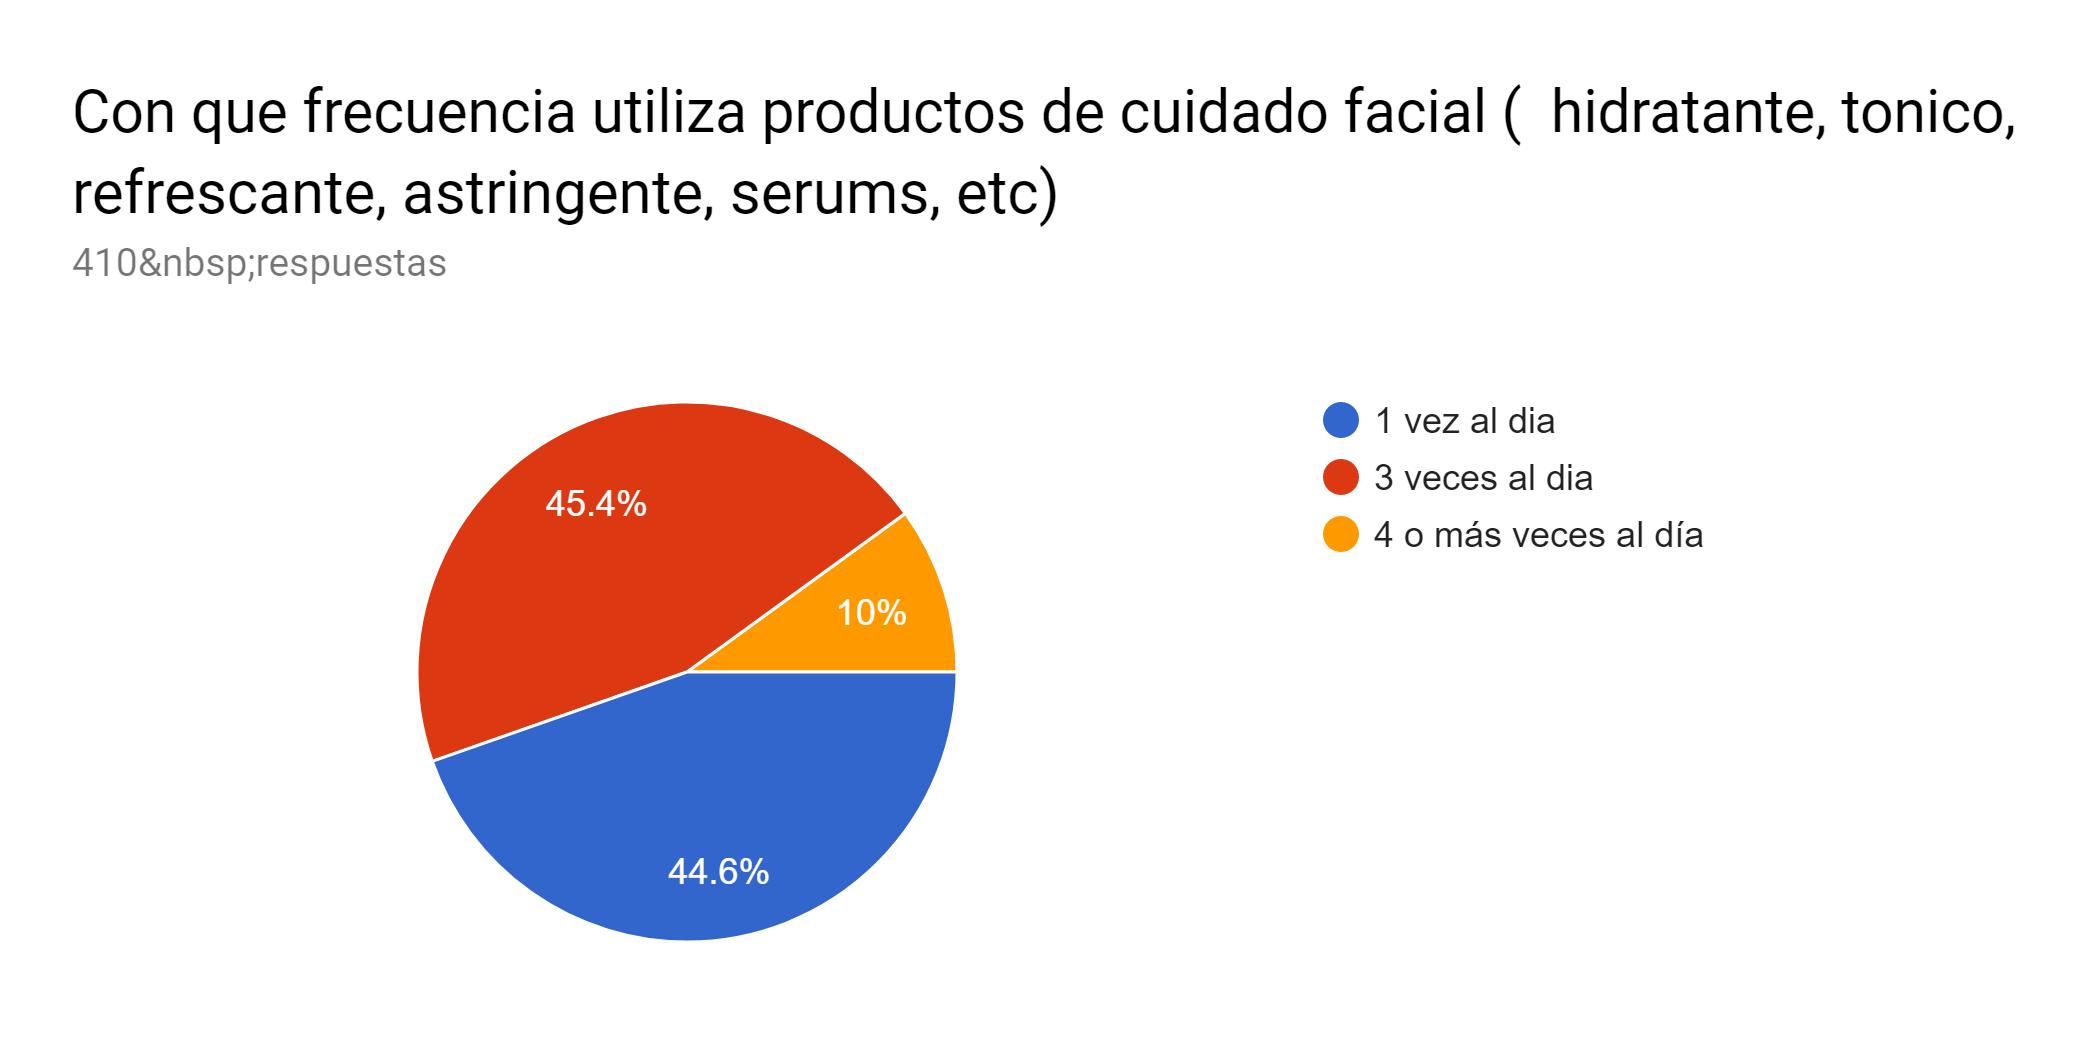 Con que frecuencia utiliza productos de cuidado facial (  hidratante, tonico,
refrescante, astringente, serums, etc)
410&nbsp;respuestas
45.4%
10%
44.6%
1 vez al dia
3 veces al dia
4 o más veces al día